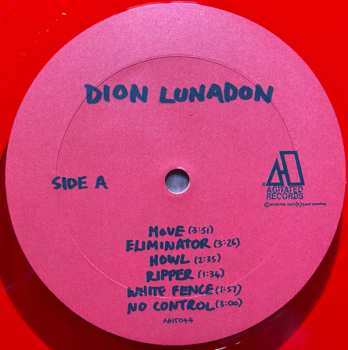 DION LUNADON
SIDE A
AGITATED
RECORDS
MOVE (3:51)
ELIMINATOR (3:26)
HOWL (2:35)
RIPPER (1:34)
WHITE FENCE (1:57)
NO CONTROL (3:00)